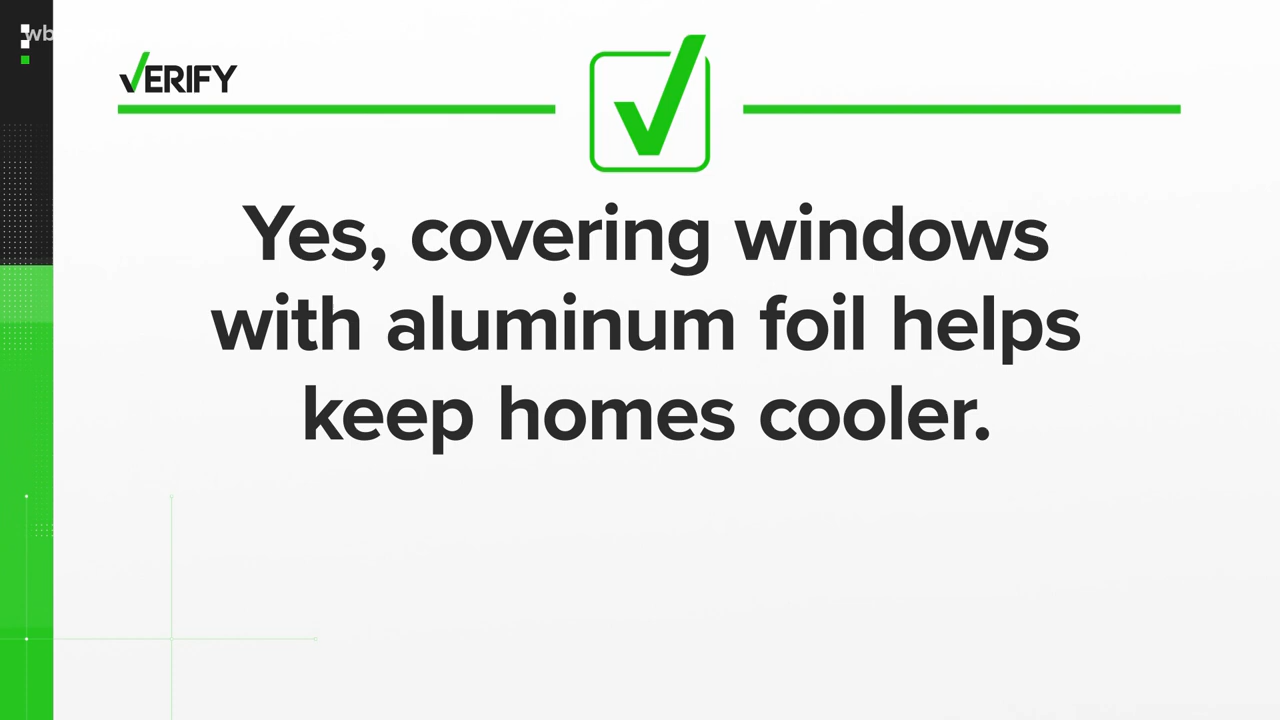 VERIFY
Yes, covering windows
with aluminum foil helps
keep homes cooler.